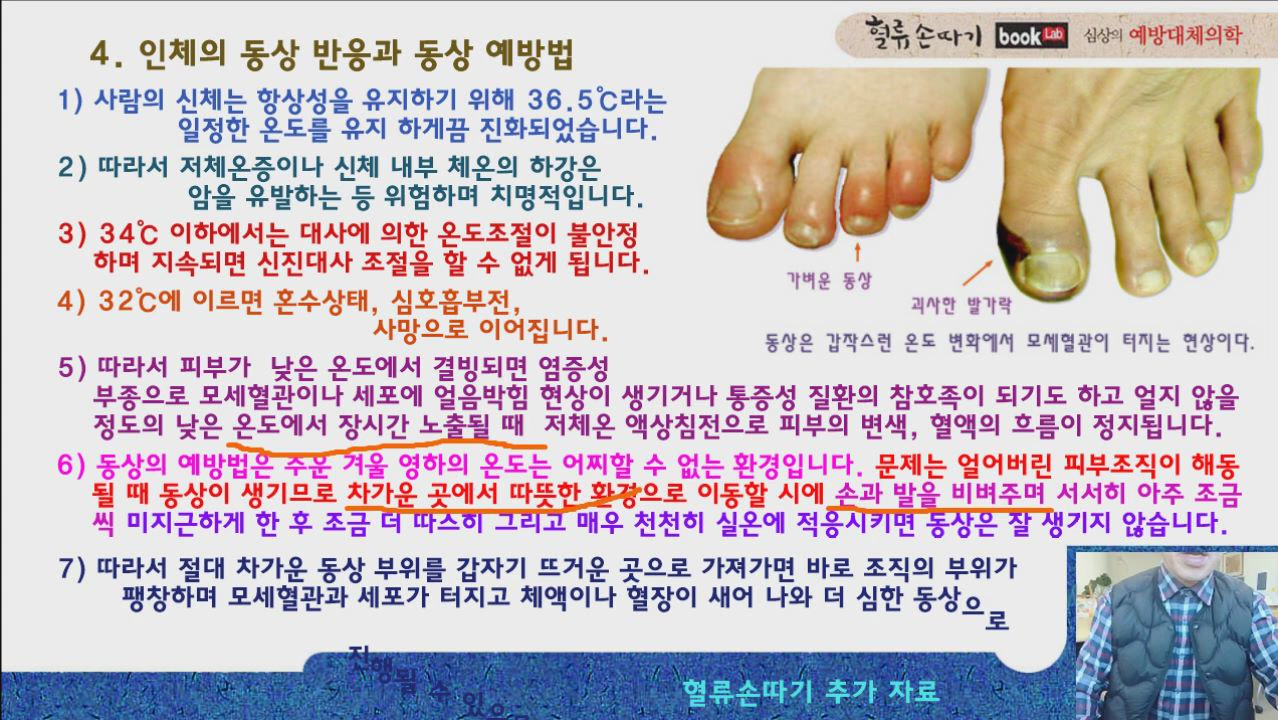 혈류손따기 bookLab 심상의 예방대체의학
4. 인체의 동상 반응과 동상 예방법
1) 사람의 신체는 항상성을 유지하기 위해 36.5℃라는
일정한 온도를 유지 하게끔 진화되었습니다.
2) 따라서 저체온증이나 신체 내부 체온의 하강은
암을 유발하는 등 위험하며 치명적입니다.
3) 34℃ 이하에서는 대사에 의한 온도조절이 불안정
하며 지속되면 신진대사 조절을 할 수 없게 됩니다.
4) 32℃에 이르면 혼수상태, 심호흡부전,
사망으로 이어집니다.
가벼운 동상
괴사한 발가락
동상은 갑작스런 온도 변화에서 모세혈관이 터지는 현상이다.
5) 따라서 피부가 낮은 온도에서 결빙되면 염증성
부종으로 모세혈관이나 세포에 얼음박힘 현상이 생기거나 통증성 질환의 참호족이 되기도 하고 얼지 않을
정도의 낮은 온도에서 장시간 노출될 때 저체온 액상침전으로 피부의 변색, 혈액의 흐름이 정지됩니다.
6) 동상의 예방법은 추운 겨울 영하의 온도는 어찌할 수 없는 환경입니다. 문제는 얼어버린 피부조직이 해동
될 때 동상이 생기므로 차가운 곳에서 따뜻한 환경으로 이동할 시에 손과 발을 비벼주며 서서히 아주 조금
씩 미지근하게 한 후 조금 더 따스히 그리고 매우 천천히 실온에 적응시키면 동상은 잘 생기지 않습니다.
7) 따라서 절대 차가운 동상 부위를 갑자기 뜨거운 곳으로 가져가면 바로 조직의 부위가
팽창하며 모세혈관과 세포가 터지고 체액이나 혈장이 새어 나와 더 심한 동상으로
진행될 수 있으
혈류손따기 추가 자료